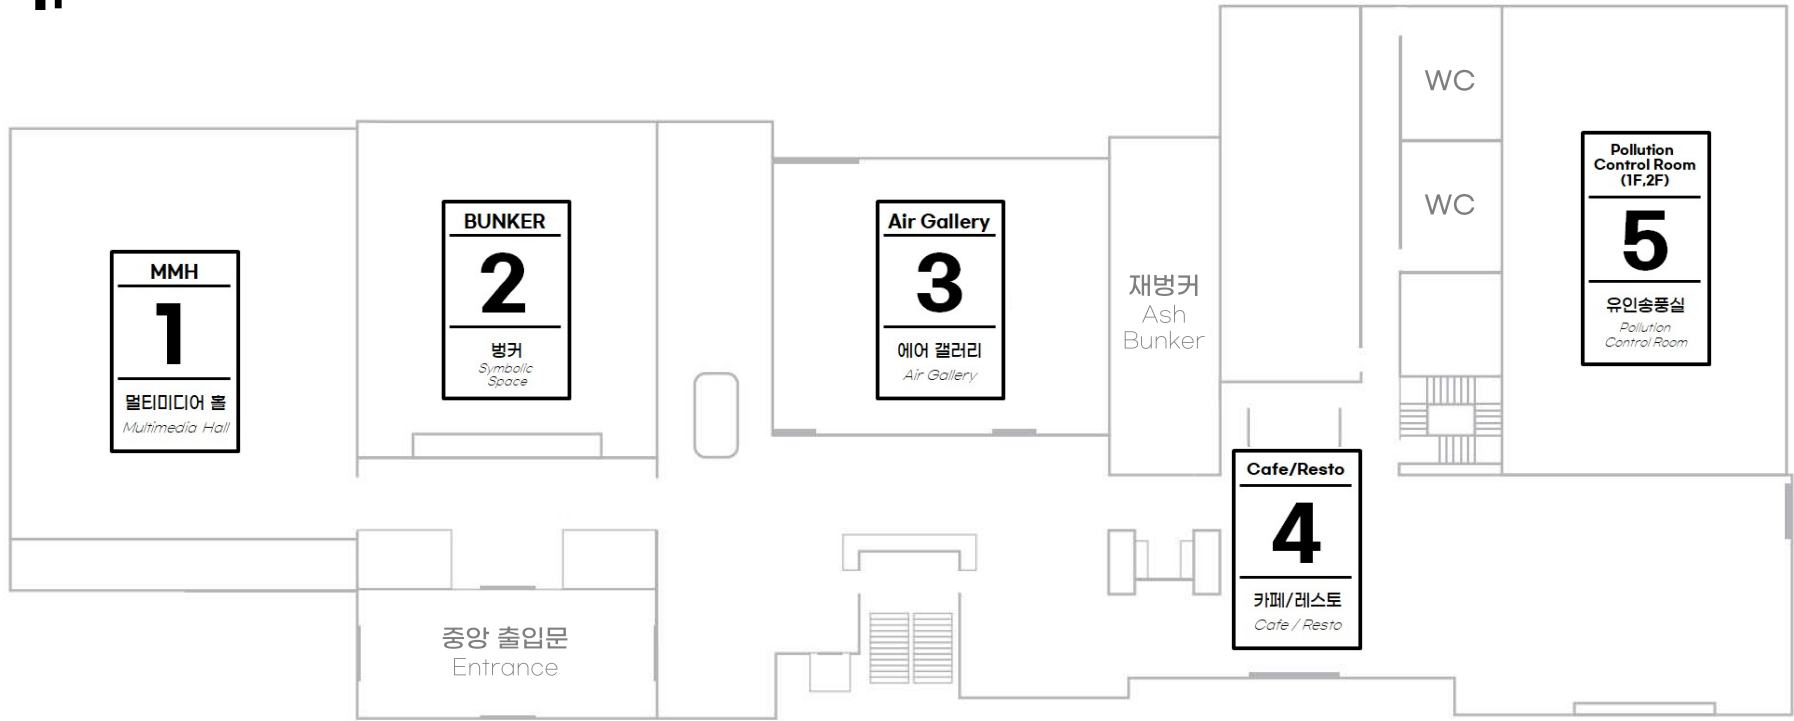 MMH
1
멀티미디어 홀
Multimedia Hall
BUNKER
2
벙커
Symbolic
Space
Air Gallery
3
에어 갤러리
Air Gallery
재벙커
Ash
Bunker
Cafe/Resto
4
카페/레스토
Cafe / Resto
WC
WC
Pollution
Control Room
(1F,2F)
5
유인송풍실
Pollution
Control Room
중앙 출입문
Entrance